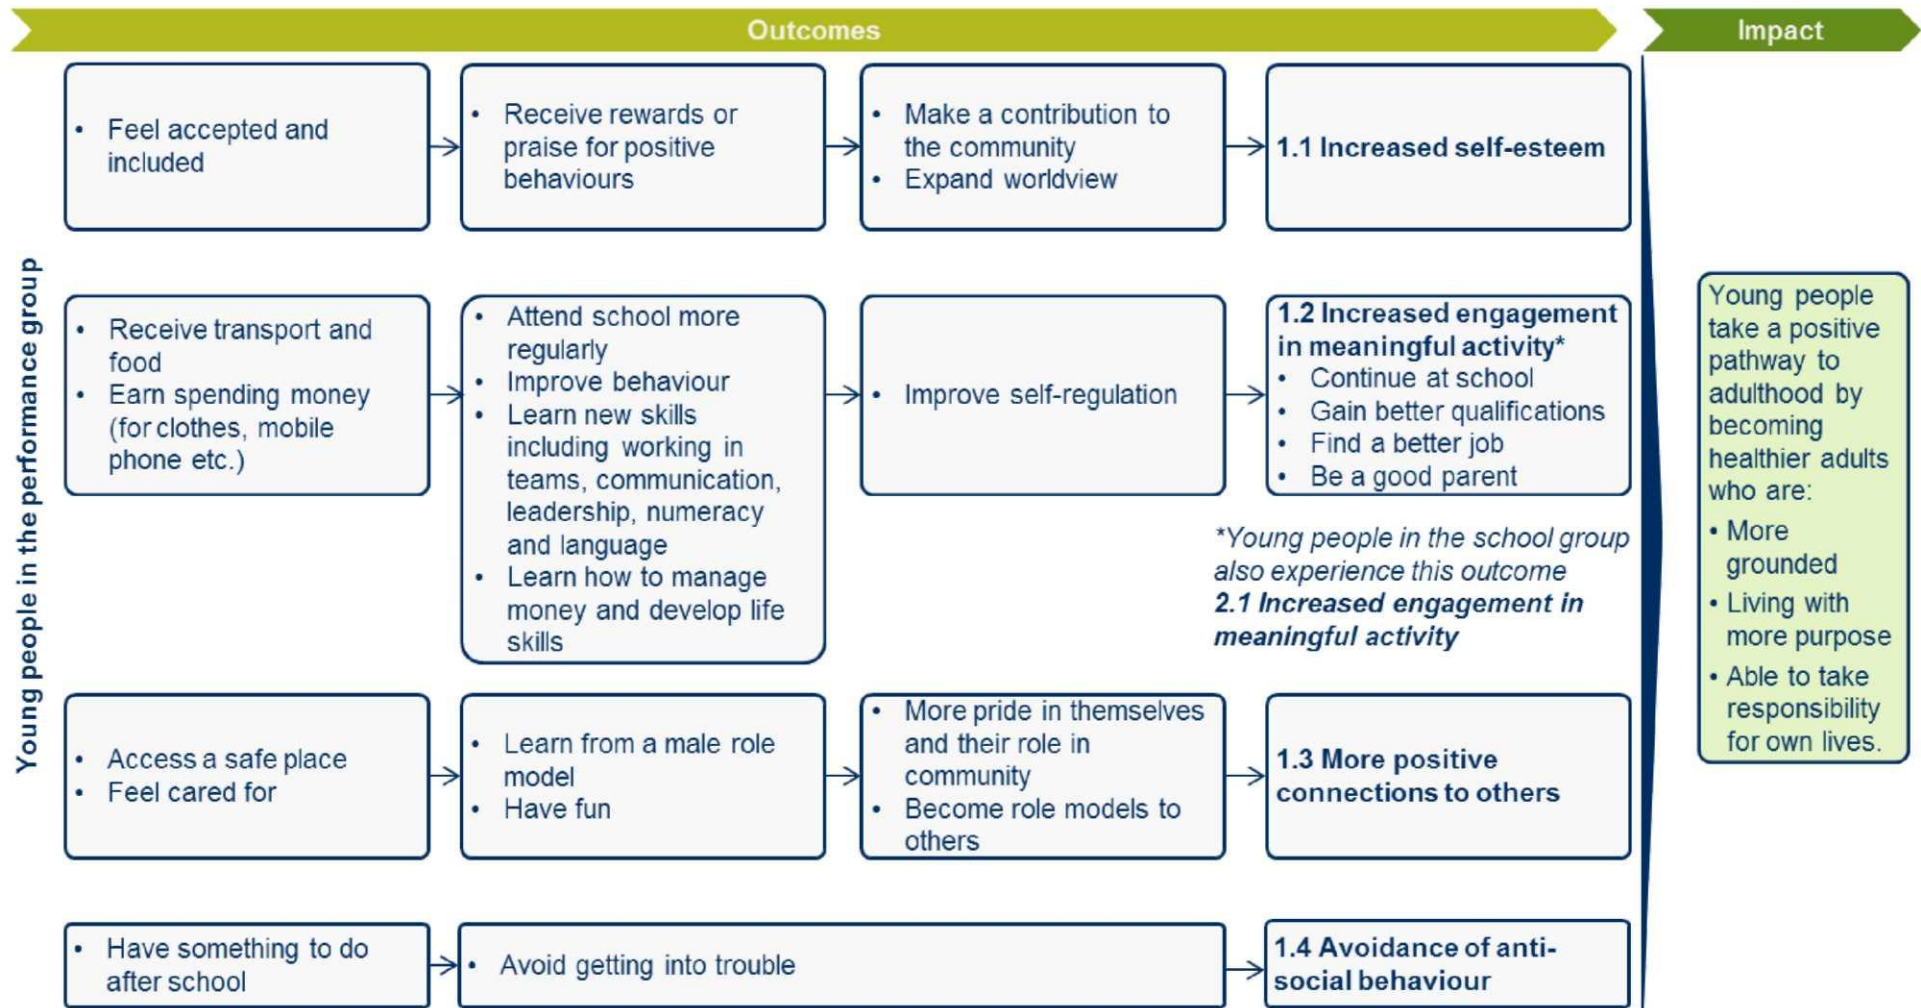 Outcomes
Impact
• Feel accepted and
included
• Receive rewards or
praise for positive
behaviours
• Make a contribution to
the community
• Expand worldview
1.1 Increased self-esteem
Young people in the performance group
• Receive transport and
food
• Earn spending money
(for clothes, mobile
phone etc.)
• Attend school more
regularly
• Improve behaviour
• Learn new skills
including working in
teams, communication,
leadership, numeracy
and language
• Learn how to manage
money and develop life
skills
• Improve self-regulation
1.2 Increased engagement
in meaningful activity*
• Continue at school
• Gain better qualifications
• Find a better job
• Be a good parent
*Young people in the school group
also experience this outcome
2.1 Increased engagement in
meaningful activity
• Access a safe place
• Feel cared for
• Learn from a male role
model
• Have fun
• More pride in themselves
and their role in
community
• Become role models to
others
1.3 More positive
connections to others
• Have something to do
after school
• Avoid getting into trouble
1.4 Avoidance of anti-
social behaviour
Young people
take a positive
pathway to
adulthood by
becoming
healthier adults
who are:
• More
grounded
• Living with
more purpose
• Able to take
responsibility
for own lives.